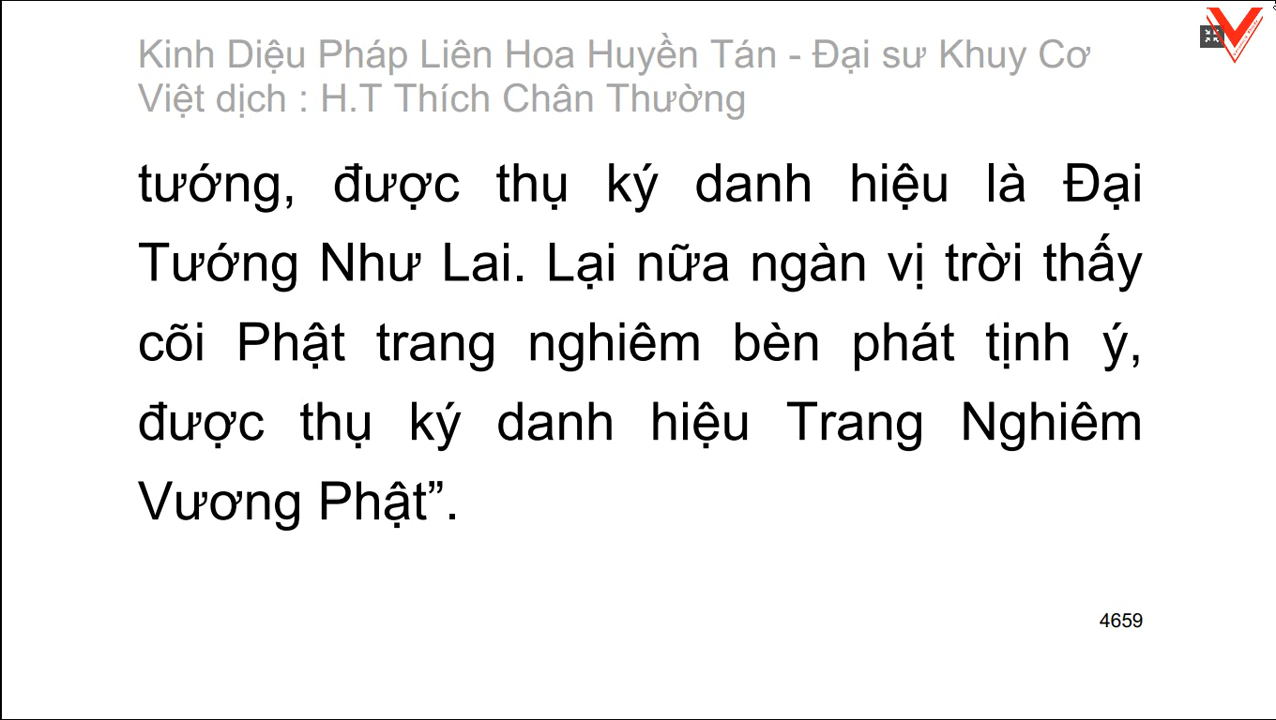 Kinh Diệu Pháp Liên Hoa Huyền Tán - Đại sư Khuy Cơ
Việt dịch : H.T Thích Chân Thường
tướng, được thụ ký danh hiệu là Đại
Tướng Như Lai. Lại nữa ngàn vị trời thấy
cõi Phật trang nghiêm bèn phát tịnh ý,
được thụ ký danh hiệu Trang Nghiêm
Vương Phật”.
4659